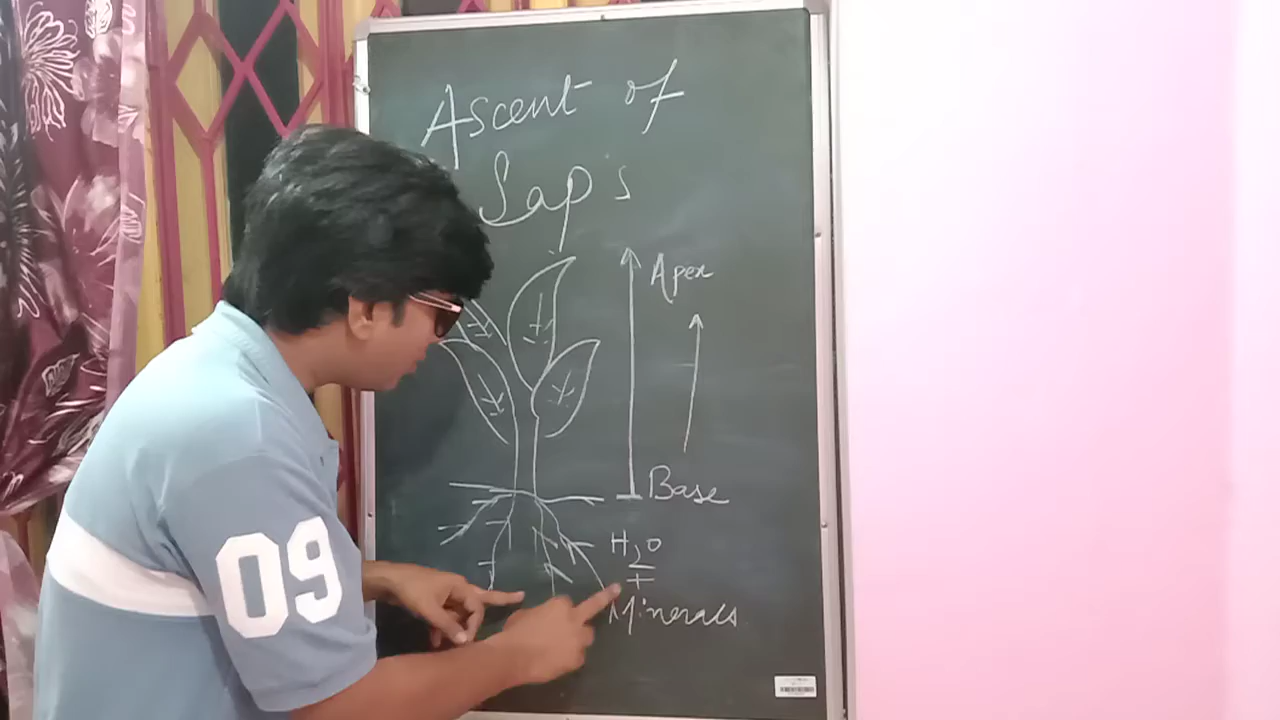 Ascent of
Sap's
Apex
Base
H2O
+
Minerals
09